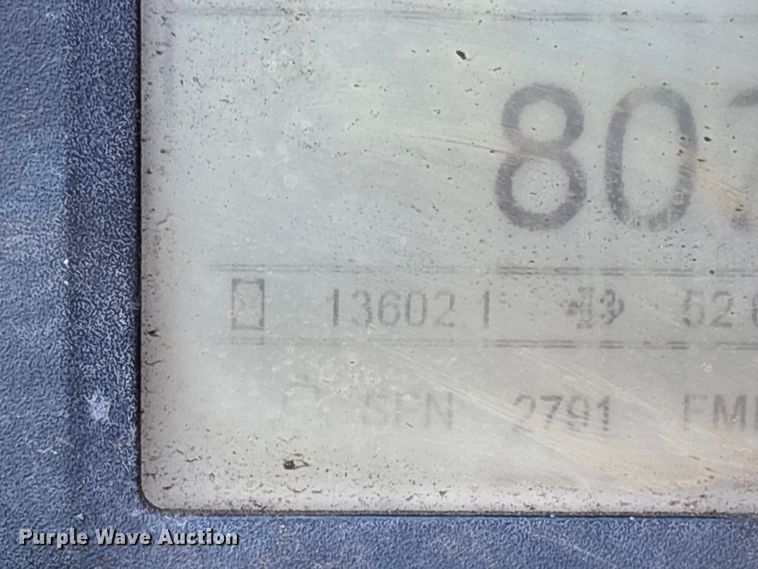 80
13602.1 52
SPN 2791 FMI
Purple Wave Auction